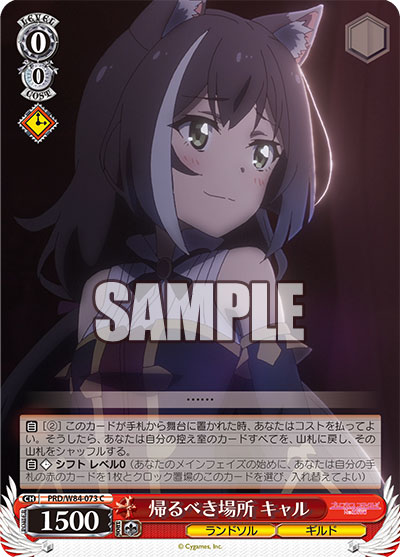 LEVEL
0
0
COST
SAMPLE
……
【②】このカードが手札から舞台に置かれた時、あなたはコストを払ってよ
い。そうしたら、あなたは自分の控え室のカードすべてを、山札に戻し、その
山札をシャッフルする。
シフト レベル0（あなたのメインフェイズの始めに、あなたは自分の手
札の赤のカードを1枚とクロック置場のこのカードを選び、入れ替えてよい）
CH PRD/W84-073 C
帰るべき場所 キャル
POWER
1500
ランドソル
ギルド
© Cygames, Inc.